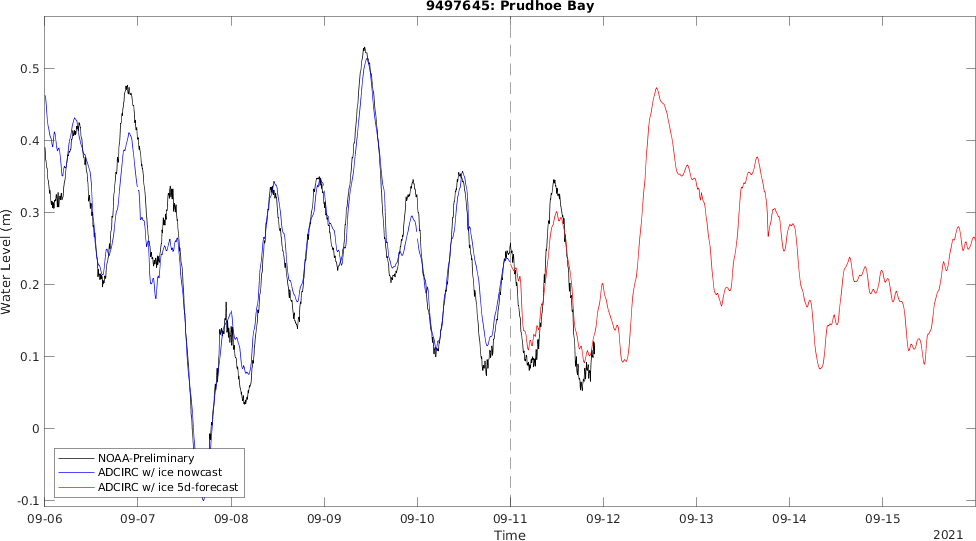 9497645: Prudhoe Bay
Water Level (m)
0.5
0.4
0.3
0.2
0.1
0
-0.1
NOAA-Preliminary
ADCIRC w/ ice nowcast
ADCIRC w/ ice 5d-forecast
09-06 09-07 09-08 09-09 09-10 09-11 09-12 09-13 09-14 09-15
Time
2021